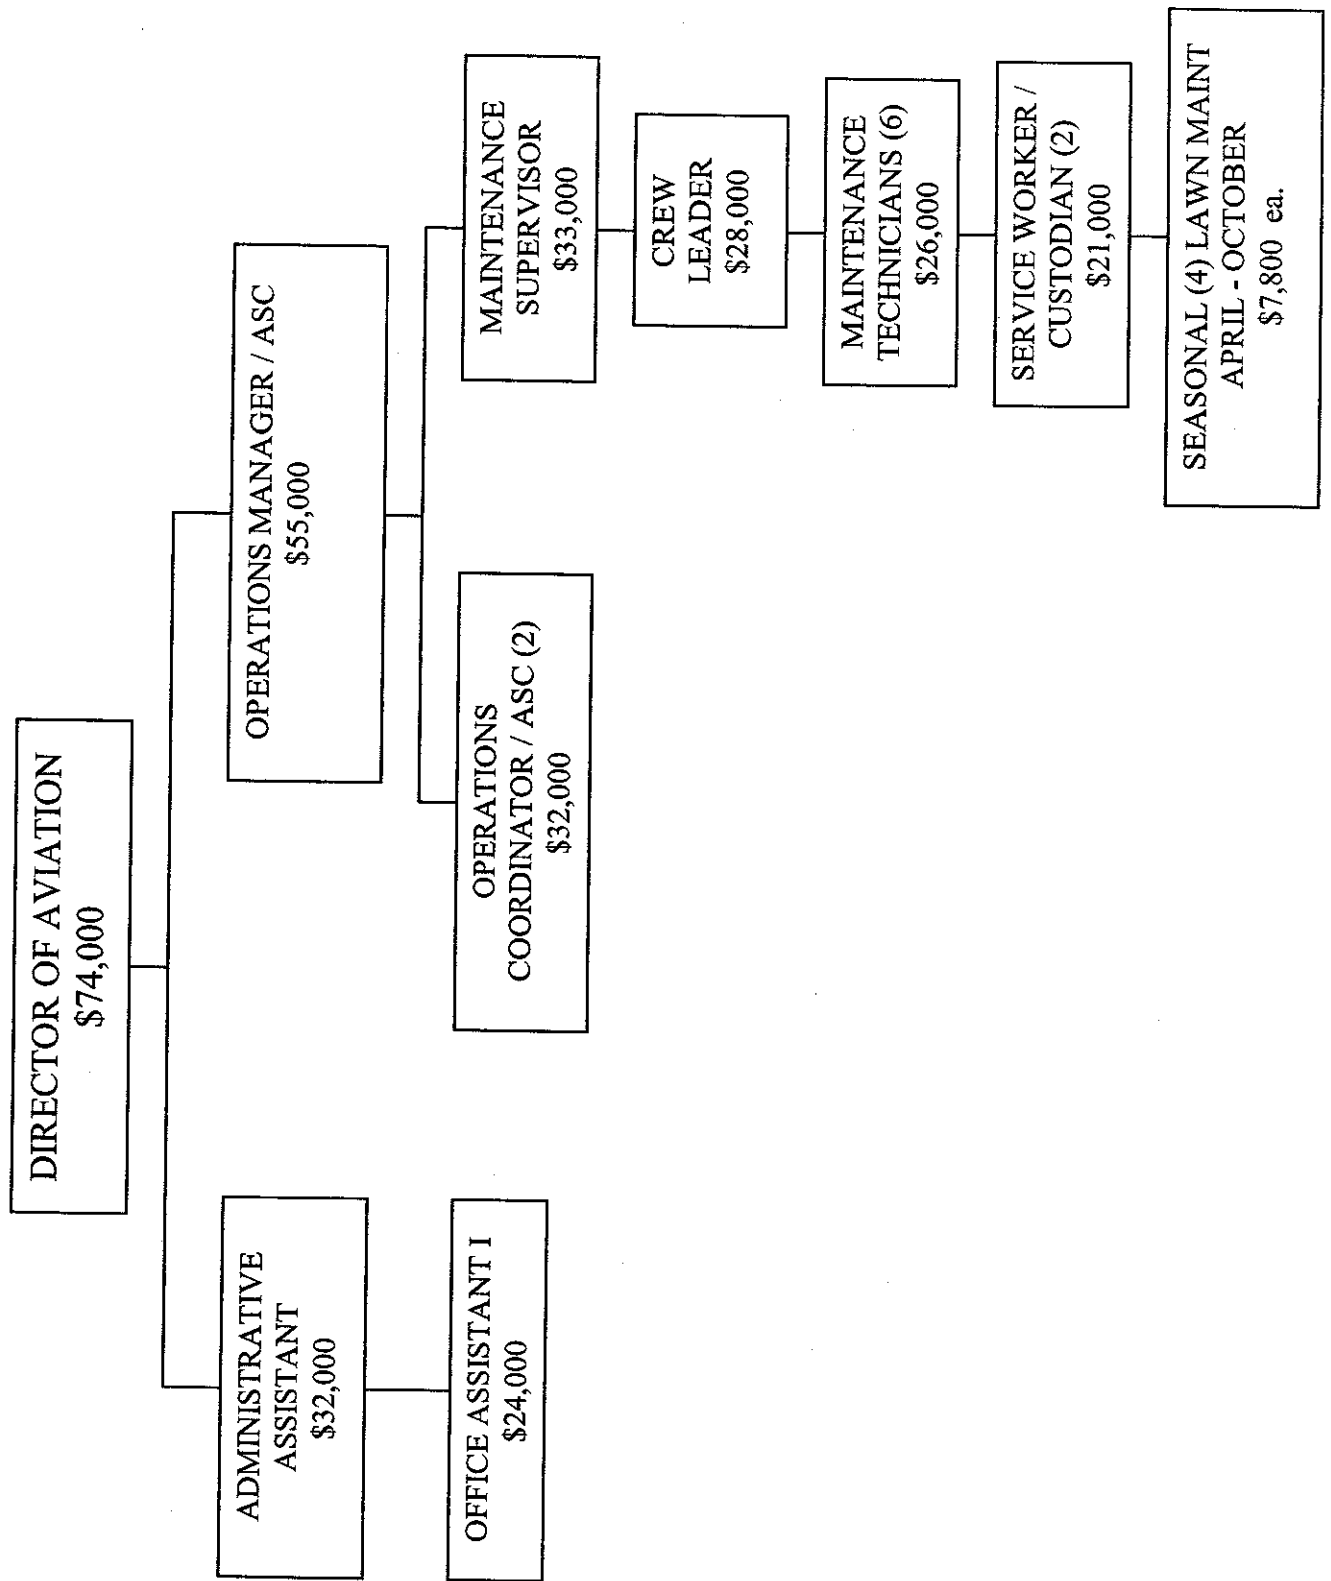 DIRECTOR OF AVIATION
$74,000
ADMINISTRATIVE
ASSISTANT
$32,000
OFFICE ASSISTANT I
$24,000
OPERATIONS MANAGER / ASC
$55,000
OPERATIONS
COORDINATOR / ASC (2)
$32,000
MAINTENANCE
SUPERVISOR
$33,000
CREW
LEADER
$28,000
MAINTENANCE
TECHNICIANS (6)
$26,000
SERVICE WORKER /
CUSTODIAN (2)
$21,000
SEASONAL (4) LAWN MAINT
APRIL - OCTOBER
$7,800 ea.